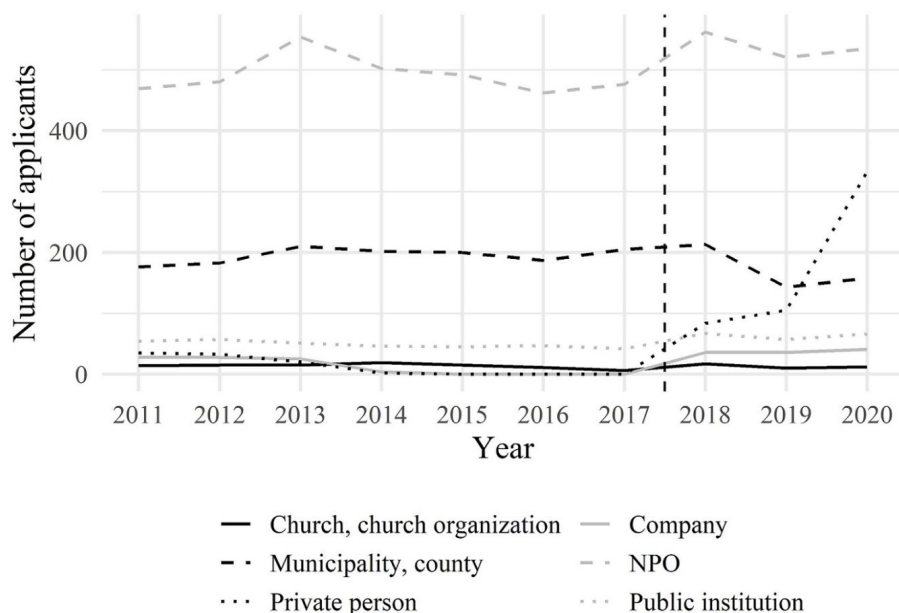 Number of applicants
400
200
0
2011 2012 2013 2014 2015 2016 2017 2018 2019 2020
Year
Church, church organization Company
Municipality, county NPO
Private person Public institution